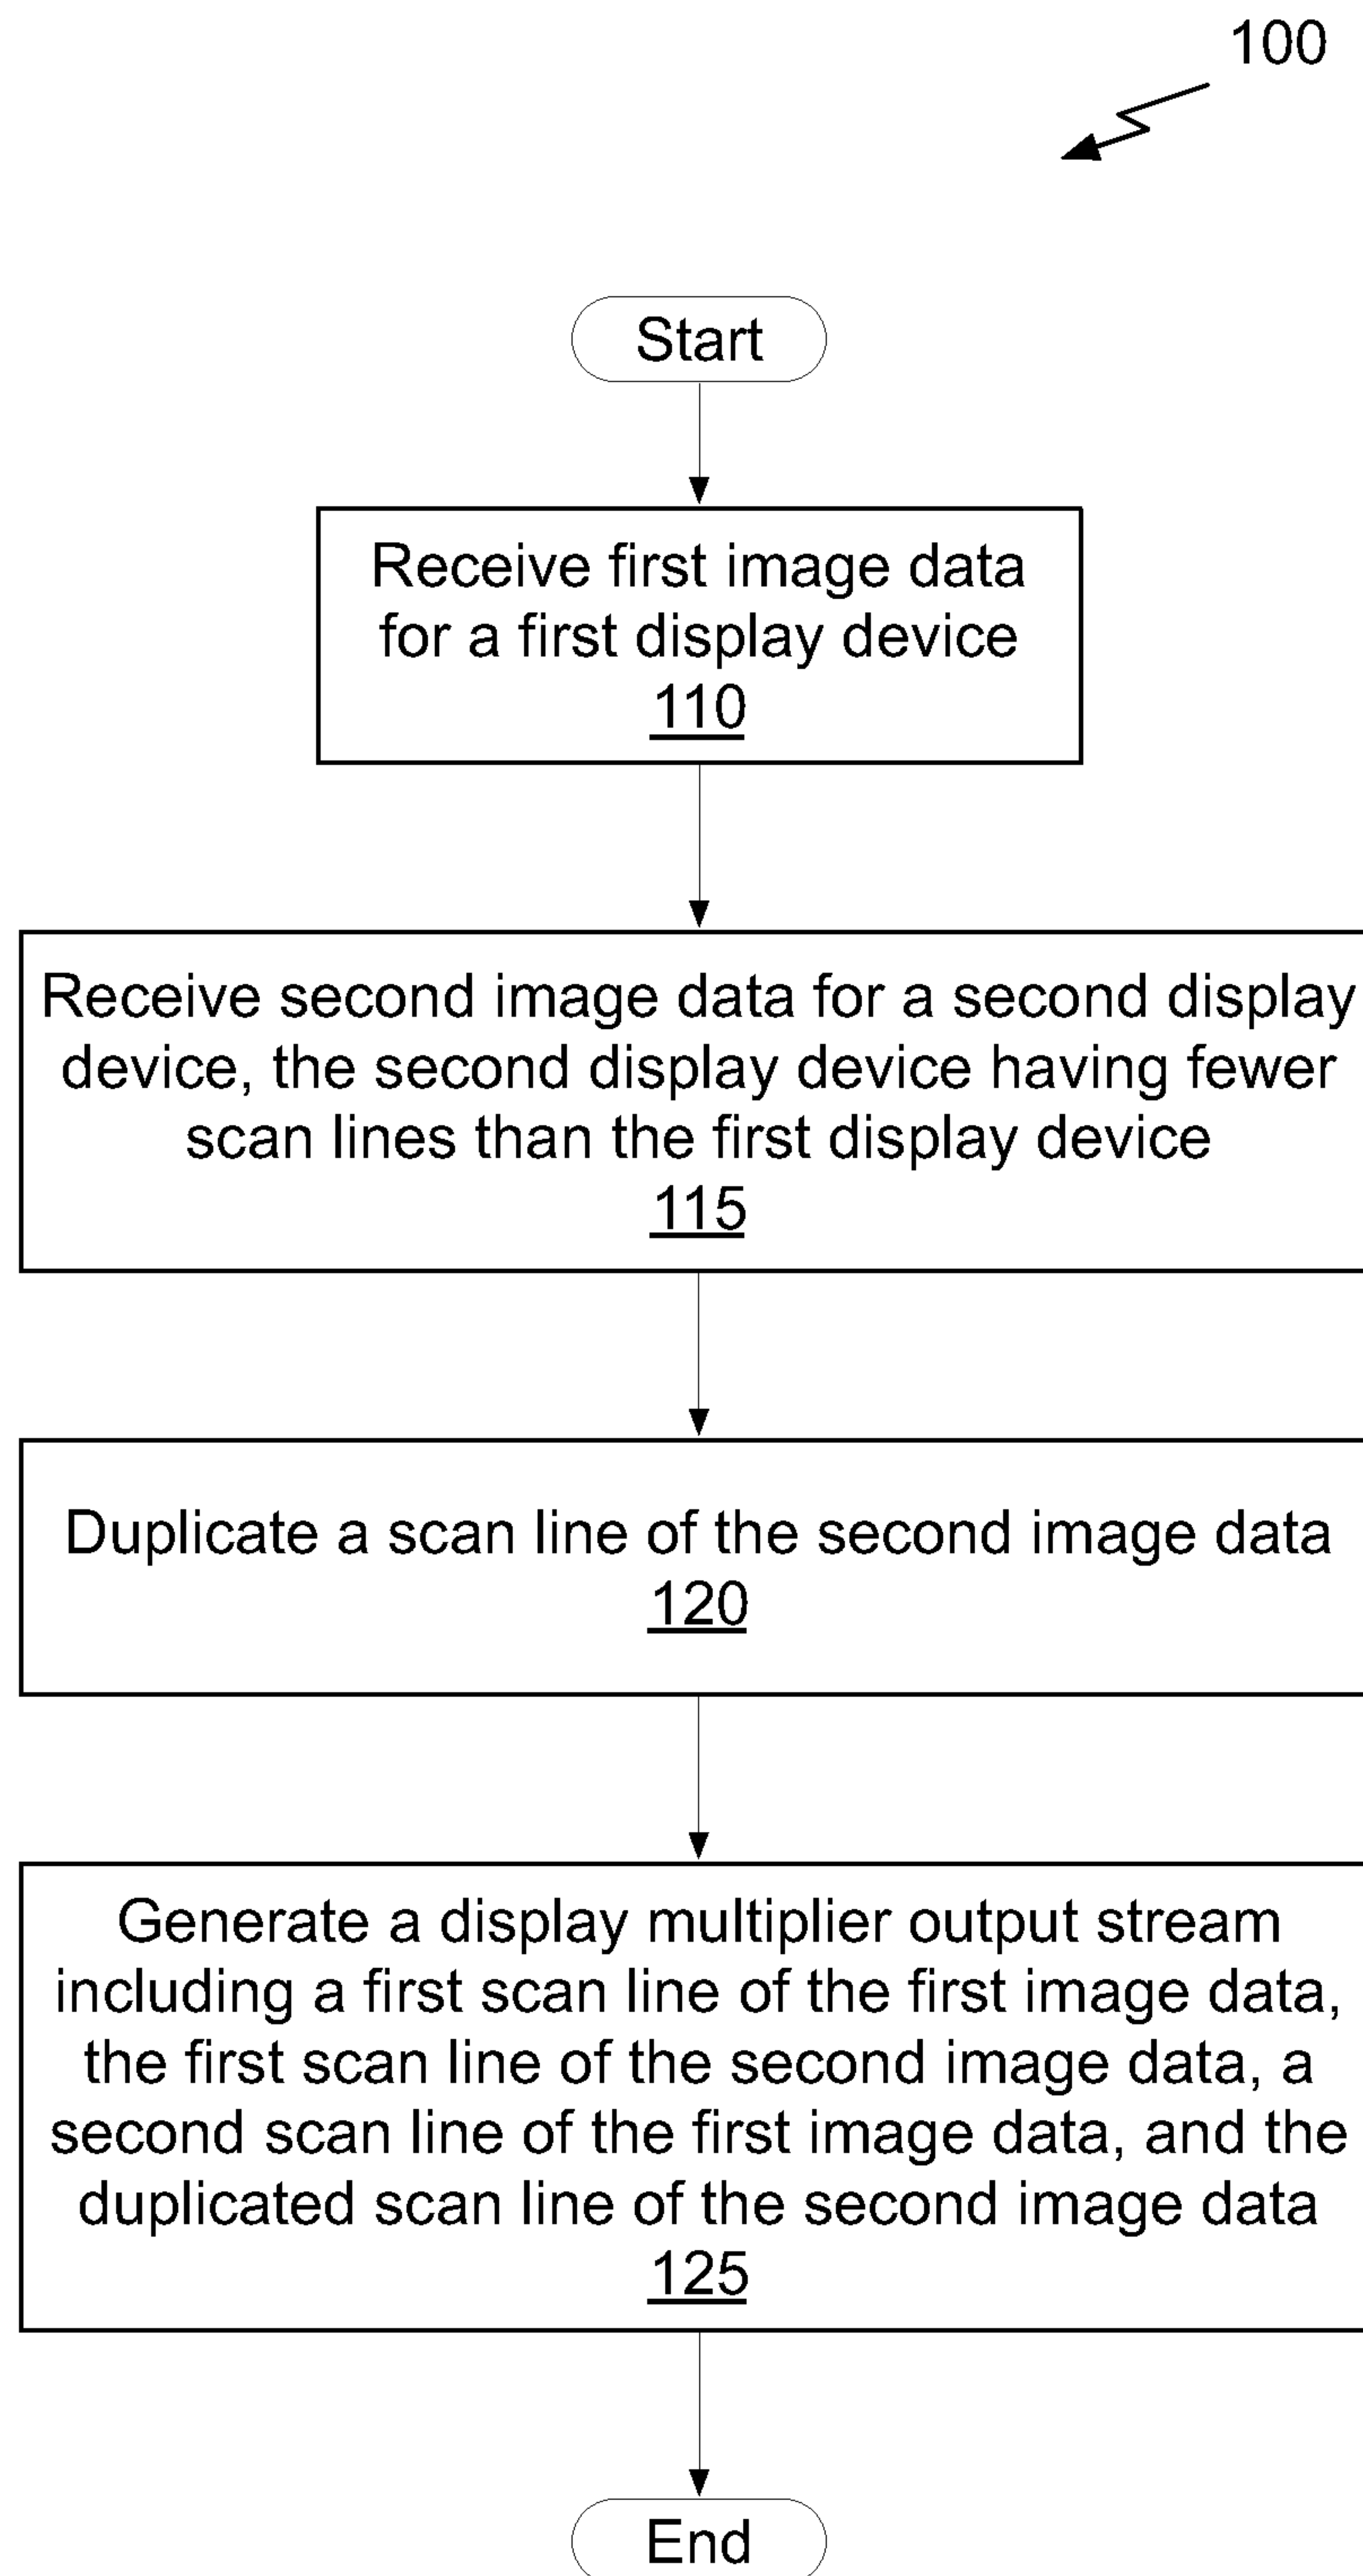 100
Start
Receive first image data
for a first display device
110
Receive second image data for a second display
device, the second display device having fewer
scan lines than the first display device
115
Duplicate a scan line of the second image data
120
Generate a display multiplier output stream
including a first scan line of the first image data,
the first scan line of the second image data, a
second scan line of the first image data, and the
duplicated scan line of the second image data
125
End